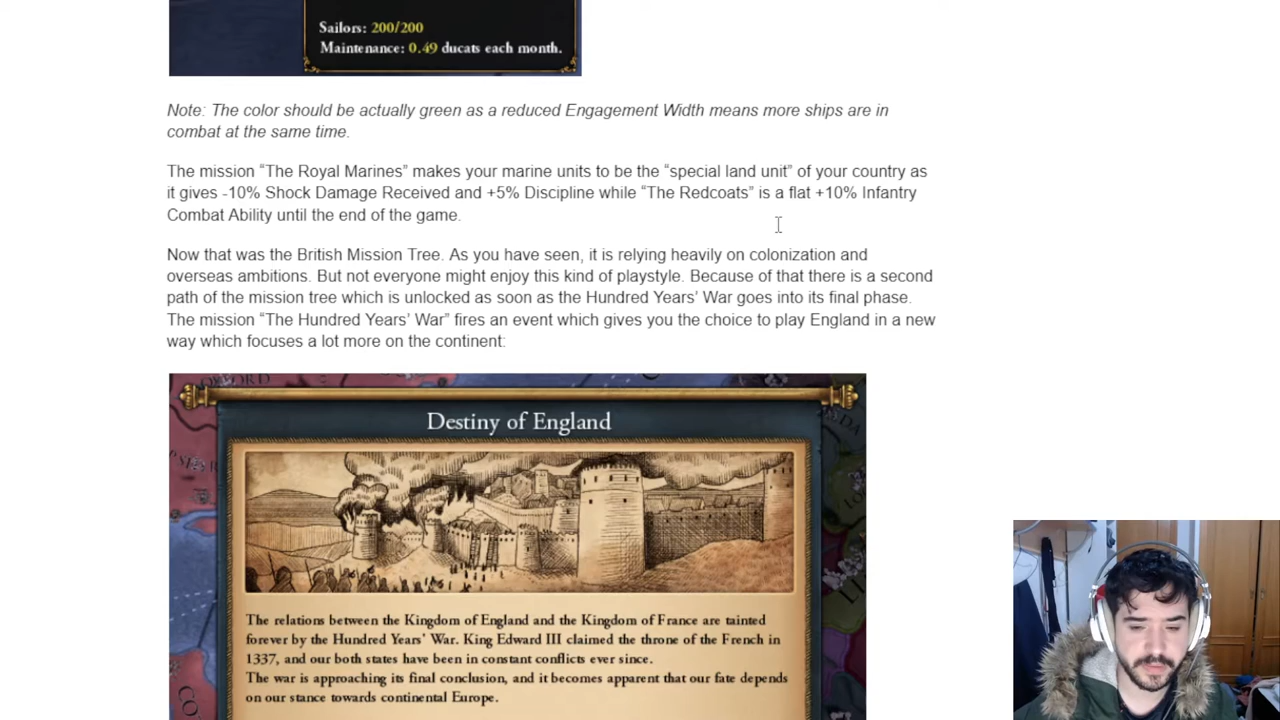 Sailors: 200/200
Maintenance: 0.49 ducats each month.
Note: The color should be actually green as a reduced Engagement Width means more ships are in
combat at the same time.
The mission “The Royal Marines” makes your marine units to be the “special land unit” of your country as
it gives -10% Shock Damage Received and +5% Discipline while “The Redcoats” is a flat +10% Infantry
Combat Ability until the end of the game.
Now that was the British Mission Tree. As you have seen, it is relying heavily on colonization and
overseas ambitions. But not everyone might enjoy this kind of playstyle. Because of that there is a second
path of the mission tree which is unlocked as soon as the Hundred Years’ War goes into its final phase.
The mission “The Hundred Years’ War” fires an event which gives you the choice to play England in a new
way which focuses a lot more on the continent:
Destiny of England
The relations between the Kingdom of England and the Kingdom of France are tainted
forever by the Hundred Years' War. King Edward III claimed the throne of the French in
1337, and our both states have been in constant conflicts ever since.
The war is approaching its final conclusion, and it becomes apparent that our fate depends
on our stance towards continental Europe.